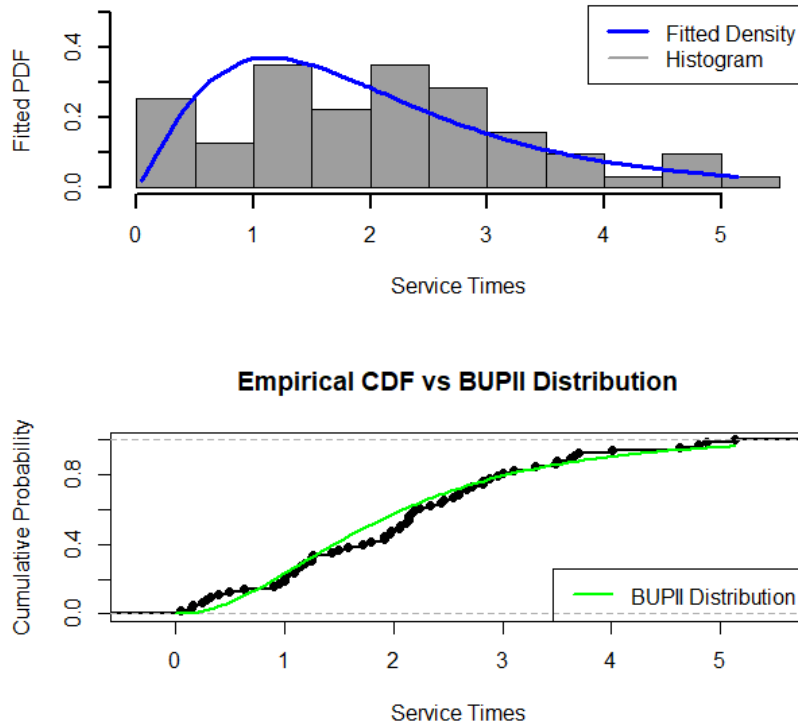 Fitted PDF
0.0
0.2
0.4
Fitted Density
Histogram
0 1 2 3 4 5
Service Times
Empirical CDF vs BUPII Distribution
Cumulative Probability
0.0
0.4
0.8
BUPII Distribution
0 1 2 3 4 5
Service Times